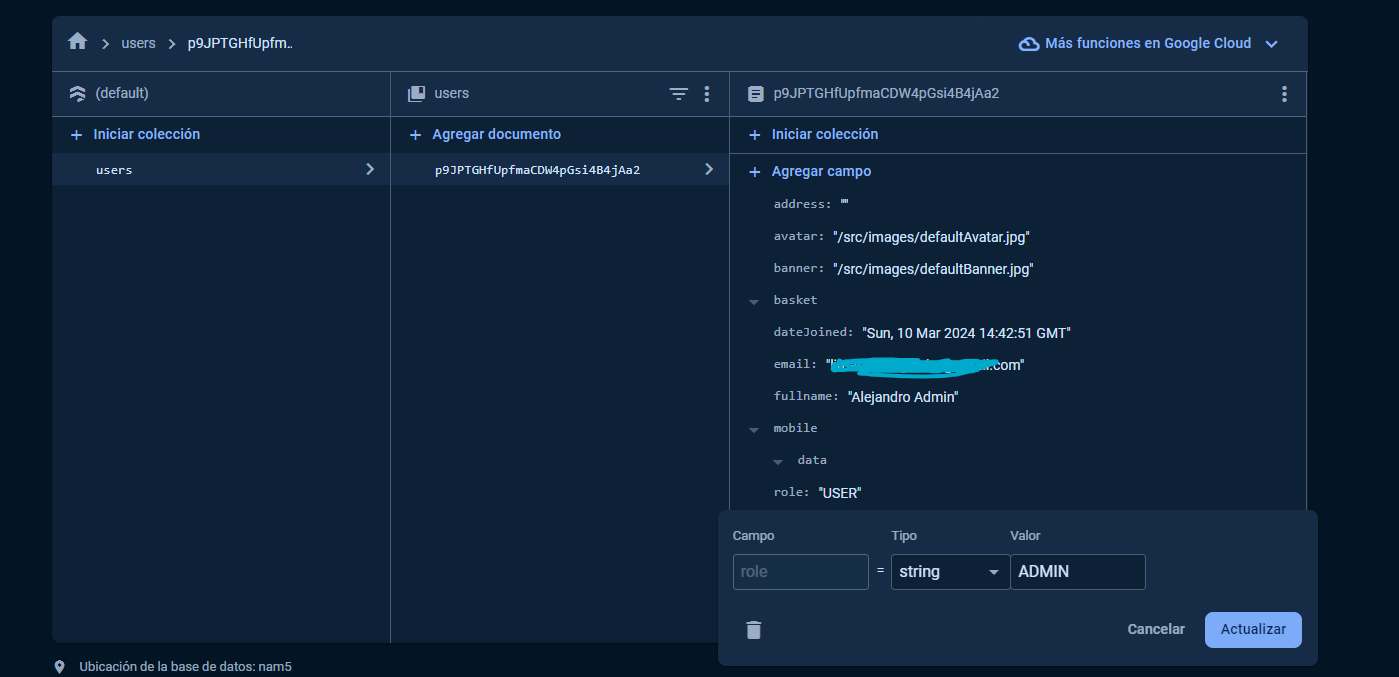 users p9JPTGHfUpfm.. Más funciones en Google Cloud
(default) users p9JPTGHfUpfmaCDW4pGsi4B4jAa2
Iniciar colección Agregar documento Iniciar colección
users p9JPTGHfUpfmaCDW4pGsi4B4jAa2 Agregar campo
address: ""
avatar: "/src/images/defaultAvatar.jpg"
banner: "/src/images/defaultBanner.jpg"
basket
dateJoined: "Sun, 10 Mar 2024 14:42:51 GMT"
email: .com"
fullname: "Alejandro Admin"
mobile
data
role: "USER"
Campo Tipo Valor
role = string ADMIN
Cancelar Actualizar
Ubicación de la base de datos: nam5